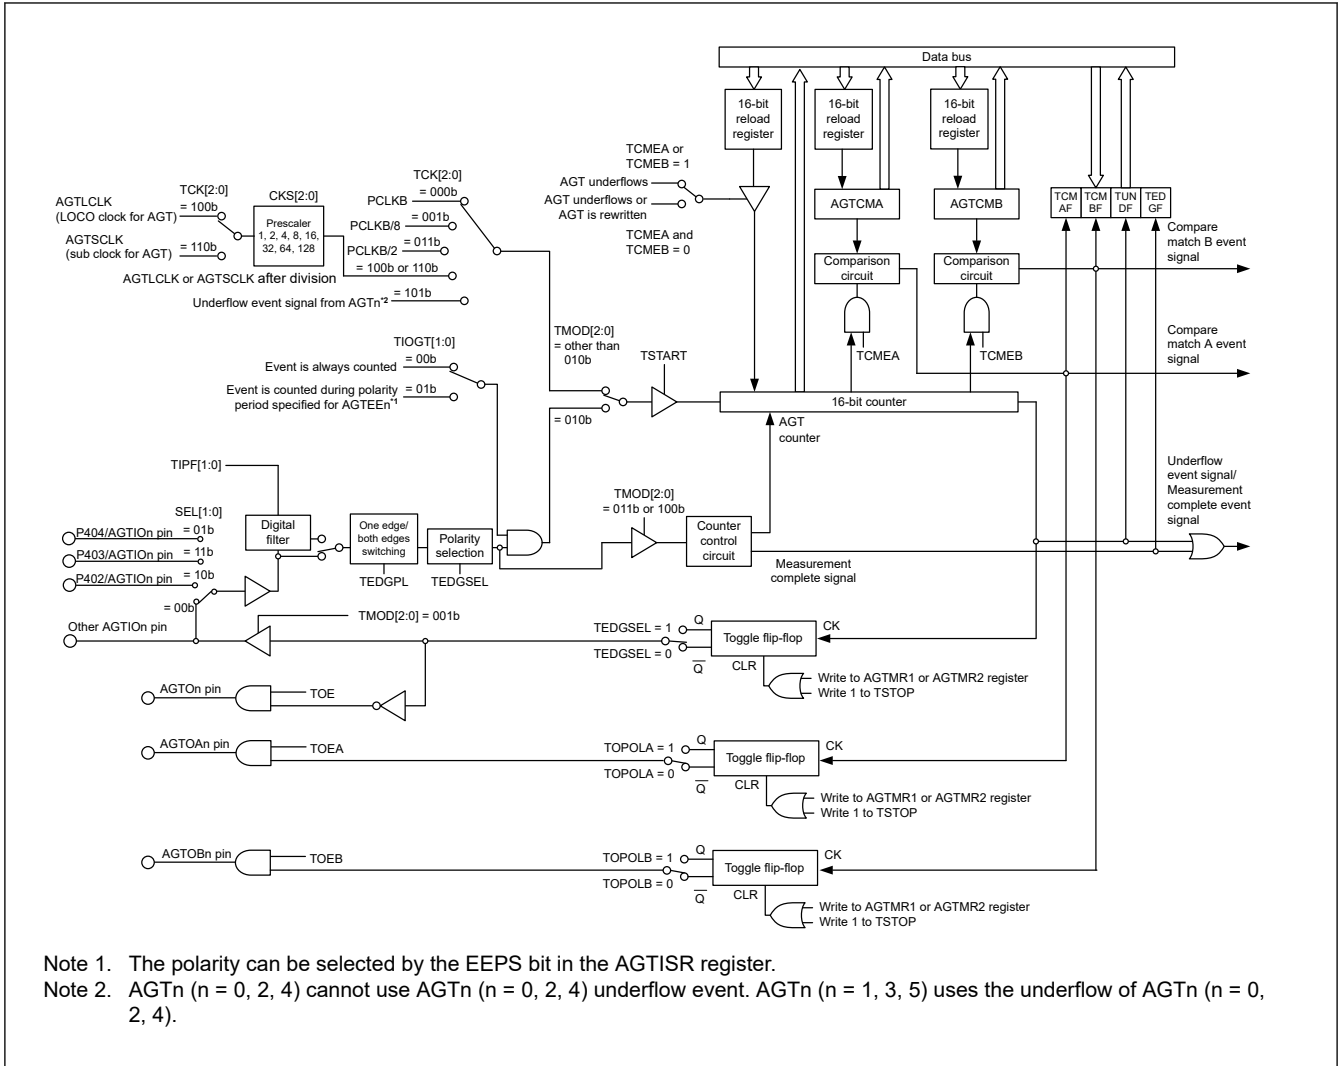 Data bus
16-bit
reload
register
16-bit
reload
register
16-bit
reload
register
TCMEA or
TCMEB = 1
AGT underflows
AGT underflows or
AGT is rewritten
TCMEA and
TCMEB = 0
AGTCMA
AGTCMB
TCM
AF
TCM
BF
TUN
DF
TED
GF
Comparison
circuit
Comparison
circuit
TCMEA
TCMEB
Compare
match B event
signal
Compare
match A event
signal
TCK[2:0]
= 000b
PCLKB
= 001b
PCLKB/8
= 011b
PCLKB/2
= 100b or 110b
AGTLCLK or AGTSCLK after division
= 101b
Underflow event signal from AGTn*2
TCK[2:0]
= 100b
AGTLCLK
(LOCO clock for AGT)
AGTSCLK
(sub clock for AGT)
= 110b
CKS[2:0]
Prescaler
1, 2, 4, 8, 16,
32, 64, 128
TIOGT[1:0]
= 00b
Event is always counted
= 01b
Event is counted during polarity
period specified for AGTEEn*1
TMOD[2:0]
= other than
010b
= 010b
TSTART
16-bit counter
AGT
counter
TIPF[1:0]
SEL[1:0]
P404/AGTIOn pin
= 01b
P403/AGTIOn pin
= 11b
P402/AGTIOn pin
= 10b
= 00b
Other AGTIOn pin
Digital
filter
One edge/
both edges
switching
TEDGPL
Polarity
selection
TEDGSEL
TMOD[2:0]
= 011b or 100b
Counter
control
circuit
Measurement
complete signal
Underflow
event signal/
Measurement
complete event
signal
TMOD[2:0] = 001b
TEDGSEL = 1
TEDGSEL = 0
Q
Q
Toggle flip-flop
CK
CLR
Write to AGTMR1 or AGTMR2 register
Write 1 to TSTOP
AGTOn pin
TOE
AGTOAn pin
TOEA
TOPOLA = 1
TOPOLA = 0
Q
Q
Toggle flip-flop
CK
CLR
Write to AGTMR1 or AGTMR2 register
Write 1 to TSTOP
AGTOBn pin
TOEB
TOPOLB = 1
TOPOLB = 0
Q
Q
Toggle flip-flop
CK
CLR
Write to AGTMR1 or AGTMR2 register
Write 1 to TSTOP
Note 1. The polarity can be selected by the EEPS bit in the AGTISR register.
Note 2. AGTn (n = 0, 2, 4) cannot use AGTn (n = 0, 2, 4) underflow event. AGTn (n = 1, 3, 5) uses the underflow of AGTn (n = 0,
2, 4).